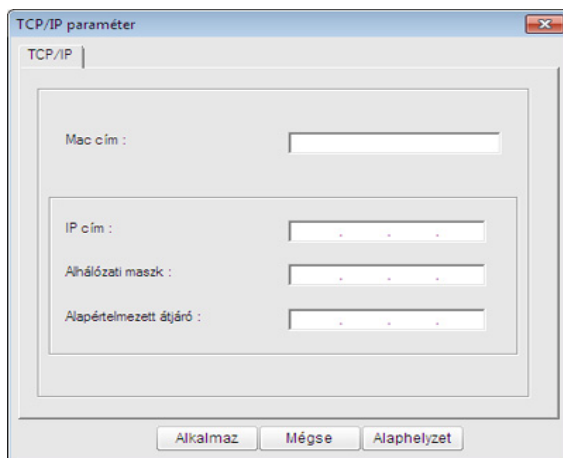 TCP/IP paraméter
TCP/IP
Mac cím :
IP cím :
Alhálózati maszk :
Alapértelmezett átjáró :
Alkalmaz Mégse Alaphelyzet